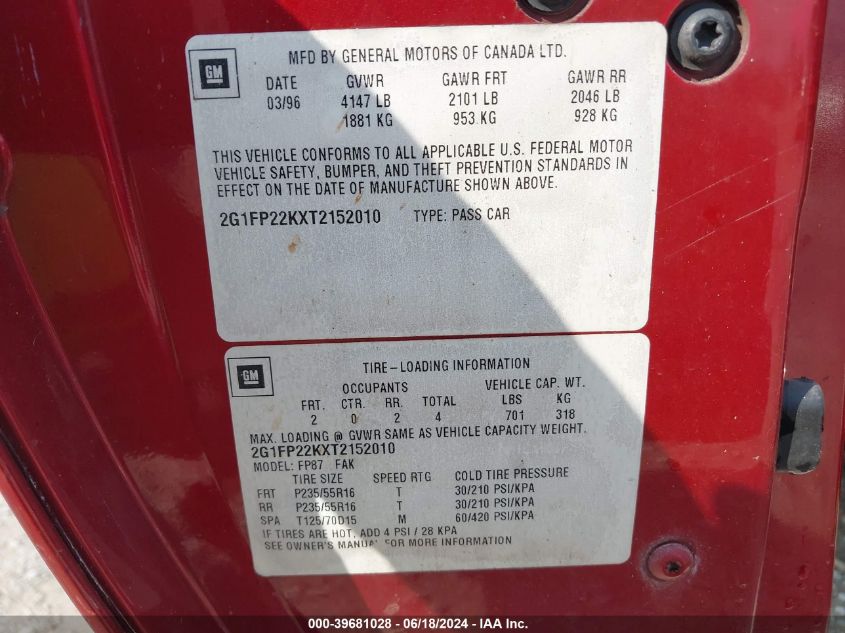 MFD BY GENERAL MOTORS OF CANADA LTD.
GM
DATE GVWR GAWR FRT GAWR RR
03/96 4147 LB 2101 LB 2046 LB
1881 KG 953 KG 928 KG
THIS VEHICLE CONFORMS TO ALL APPLICABLE U.S. FEDERAL MOTOR
VEHICLE SAFETY, BUMPER, AND THEFT PREVENTION STANDARDS IN
EFFECT ON THE DATE OF MANUFACTURE SHOWN ABOVE.
2G1FP22KXT2152010 TYPE: PASS CAR
GM
TIRE-LOADING INFORMATION
OCCUPANTS VEHICLE CAP. WT.
FRT. CTR. RR. TOTAL LBS KG
2 0 2 4 701 318
MAX. LOADING @ GVWR SAME AS VEHICLE CAPACITY WEIGHT.
2G1FP22KXT2152010
MODEL: FP87 FAK
TIRE SIZE SPEED RTG COLD TIRE PRESSURE
FRT P235/55R16 T 30/210 PSI/KPA
RR P235/55R16 T 30/210 PSI/KPA
SPA T125/70D15 M 60/420 PSI/KPA
IF TIRES ARE HOT, ADD 4 PSI / 28 KPA
SEE OWNER'S MANUAL FOR MORE INFORMATION
000-39681028 - 06/18/2024 - IAA Inc.